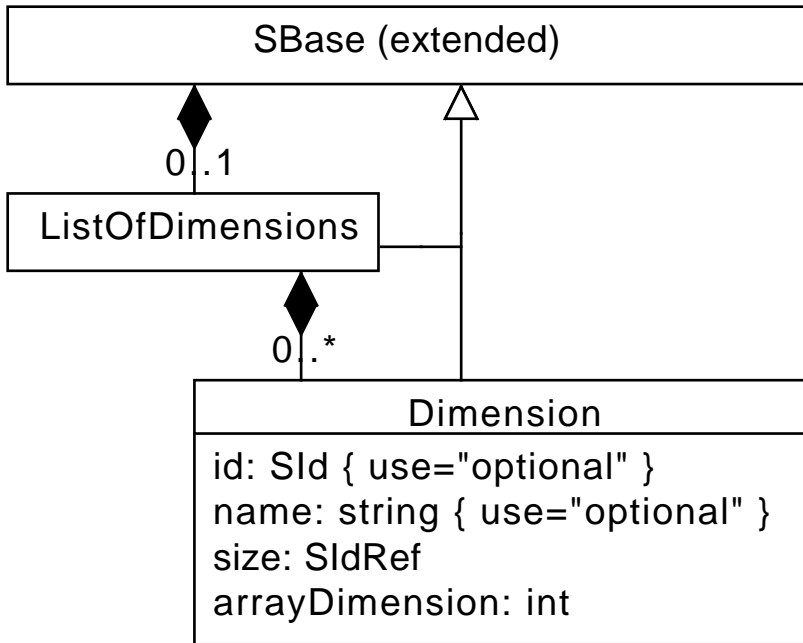 SBase (extended)
0..1
ListOfDimensions
0..*
Dimension
id: SId { use="optional" }
name: string { use="optional" }
size: SIdRef
arrayDimension: int